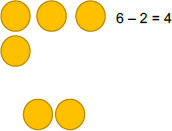 6 – 2 = 4